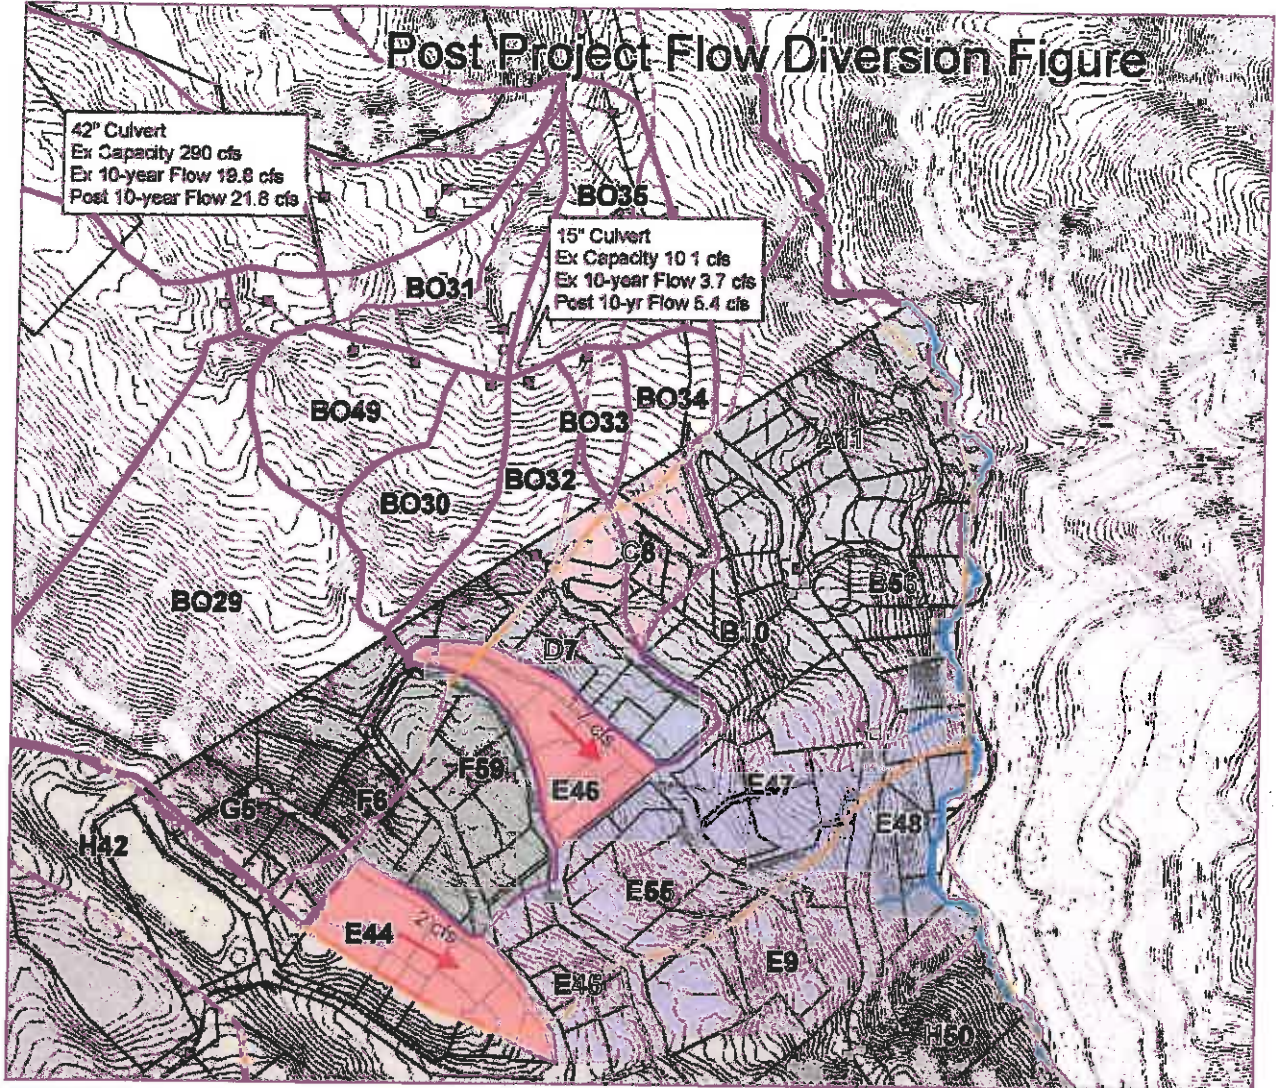 Post Project Flow Diversion Figure
42" Culvert
Ex Capacity 290 cfs
Ex 10-year Flow 19.8 cfs
Post 10-year Flow 21.8 cfs
BO35
15" Culvert
Ex Capacity 10 1 cfs
Ex 10-year Flow 3.7 cfs
Post 10-yr Flow 5.4 cfs
BO31
BO49
BO33
BO34
A11
BO32
BO30
C8
B56
BO29
B10
D7
1.7 cfs
F59
E46
E47
G5
F6
E48
H42
E55
E44
2 cfs
E9
E45
H50